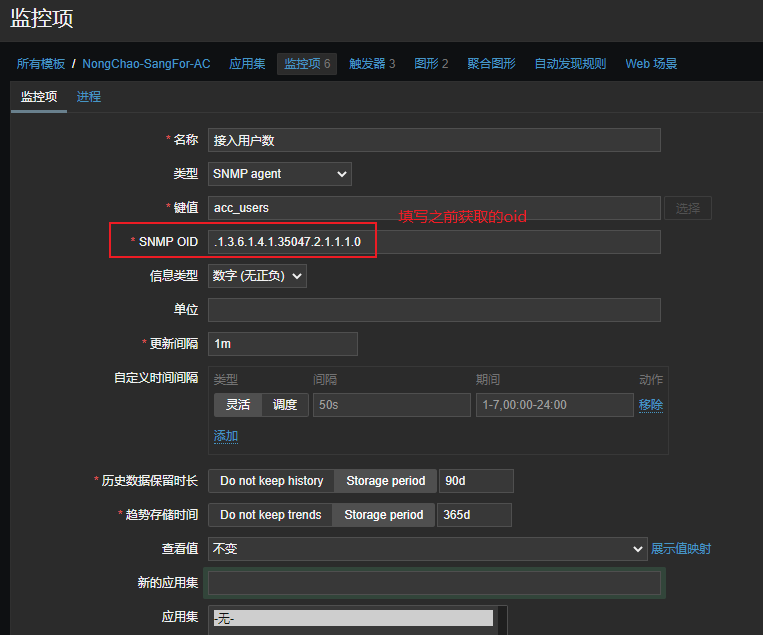 监控项
所有模板 / NongChao-SangFor-AC 应用集 监控项 6 触发器 3 图形 2 聚合图形 自动发现规则 Web 场景
监控项 进程
* 名称 接入用户数
类型 SNMP agent
* 键值 acc_users 选择
填写之前获取的oid
* SNMP OID .1.3.6.1.4.1.35047.2.1.1.1.0
信息类型 数字 (无正负)
单位
* 更新间隔 1m
自定义时间间隔 类型 间隔 期间 动作
灵活 调度 50s 1-7,00:00-24:00 移除
添加
* 历史数据保留时长 Do not keep history Storage period 90d
* 趋势存储时间 Do not keep trends Storage period 365d
查看值 不变 展示值映射
新的应用集
应用集 -无-